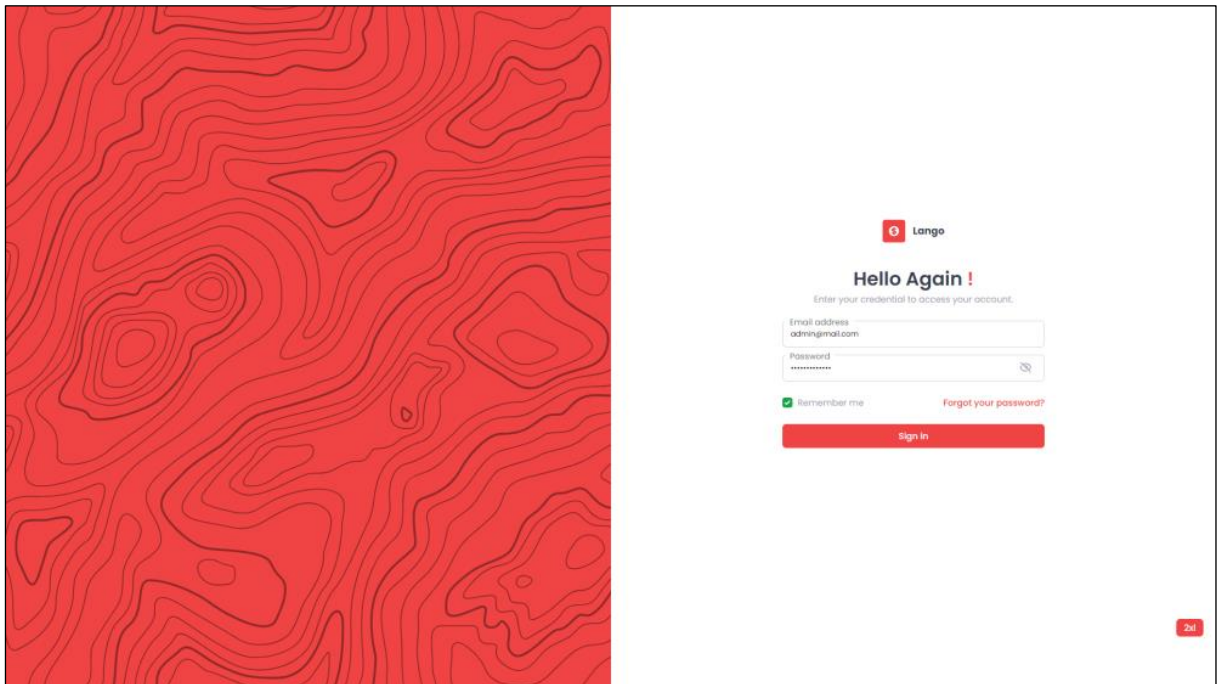 Lango
Hello Again !
Enter your credential to access your account.
Email address
admin@mail.com
Password
•••••••••••••
Remember me
Forgot your password?
Sign in
2xl